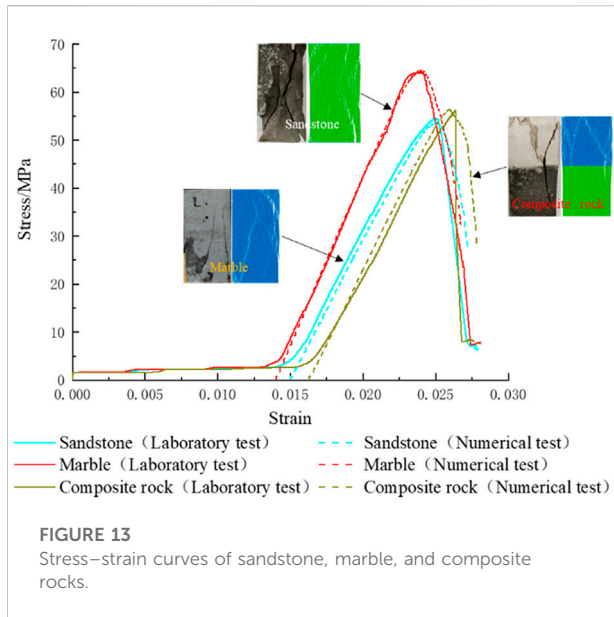 70
60
50
40
30
20
10
0
Stress/MPa
Sandstone
Composite rock
Marble
0.000 0.005 0.010 0.015 0.020 0.025 0.030
Strain
Sandstone（Laboratory test） Sandstone（Numerical test）
Marble（Laboratory test） Marble（Numerical test）
Composite rock（Laboratory test） Composite rock（Numerical test）
FIGURE 13
Stress–strain curves of sandstone, marble, and composite
rocks.